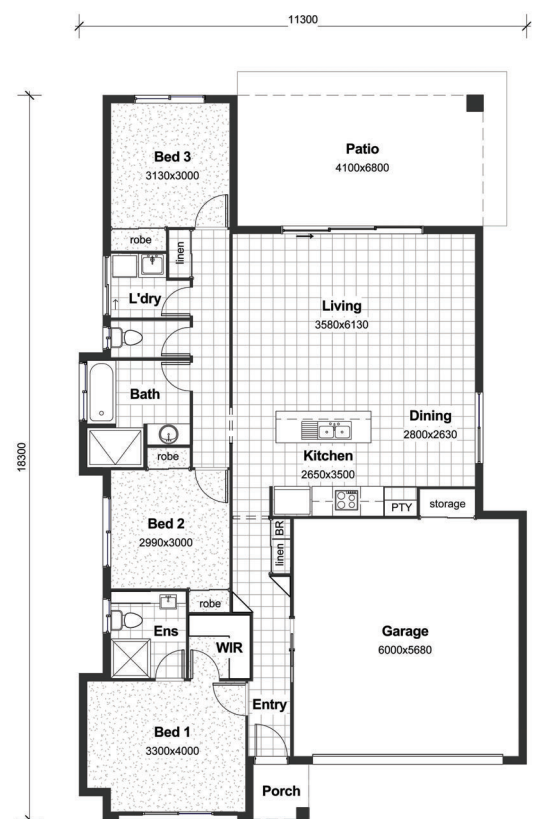 11300
18300
Bed 3
3130x3000
Patio
4100x6800
robe
linen
L'dry
Living
3580x6130
Bath
Dining
2800x2630
robe
Kitchen
2650x3500
PTY
storage
Bed 2
2990x3000
BR
linen
robe
Ens
WIR
Garage
6000x5680
Entry
Bed 1
3300x4000
Porch